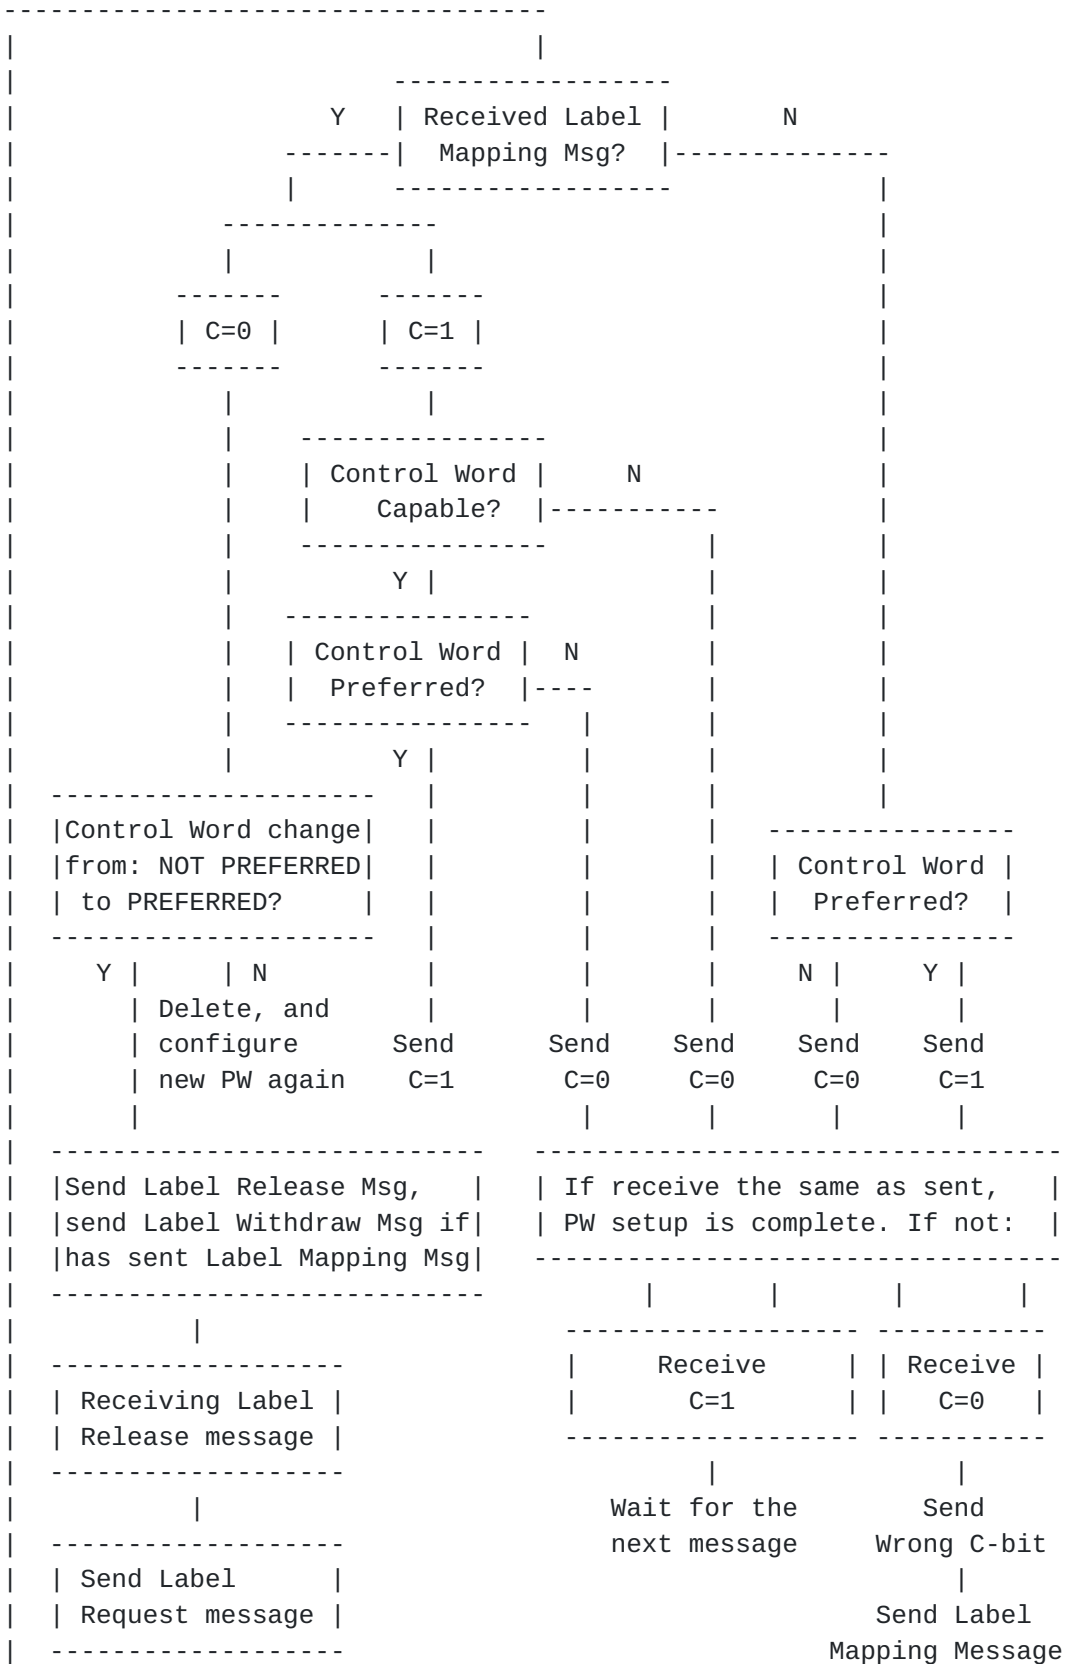 -----------------------------------
|                                  |
|                         ------------------
|                    Y   | Received Label |       N
|                  -------|  Mapping Msg?  |--------------
|                  |      ------------------             |
|              --------------                            |
|              |            |                            |
|           -------      -------                         |
|           | C=0 |      | C=1 |                         |
|           -------      -------                         |
|              |            |                            |
|              |    ----------------                     |
|              |    | Control Word |     N               |
|              |    |    Capable?  |-----------          |
|              |    ----------------          |          |
|              |          Y |                 |          |
|              |   ----------------           |          |
|              |   | Control Word |  N        |          |
|              |   |  Preferred?  |----       |          |
|              |   ----------------   |       |          |
|              |          Y |         |       |          |
|  ---------------------   |         |       |          |
|  |Control Word change|   |         |       |   ----------------
|  |from: NOT PREFERRED|   |         |       |   | Control Word |
|  | to PREFERRED?     |   |         |       |   |  Preferred?  |
|  ---------------------   |         |       |   ----------------
|     Y |     | N          |         |       |     N |     Y |
|       | Delete, and      |         |       |       |       |
|       | configure      Send      Send    Send    Send    Send
|       | new PW again    C=1       C=0     C=0     C=0     C=1
|       |                            |       |       |       |
|  ----------------------------   ----------------------------------
|  |Send Label Release Msg,   |   | If receive the same as sent,   |
|  |send Label Withdraw Msg if|   | PW setup is complete. If not:  |
|  |has sent Label Mapping Msg|   ----------------------------------
|  ----------------------------          |       |       |       |
|           |                       ------------------- -----------
|  -------------------              |     Receive     | | Receive |
|  | Receiving Label |              |       C=1       | |   C=0   |
|  | Release message |              ------------------- -----------
|  -------------------                       |               |
|           |                          Wait for the        Send
|  -------------------                 next message     Wrong C-bit
|  | Send Label      |                                       |
|  | Request message |                                  Send Label
|  -------------------                               Mapping Message